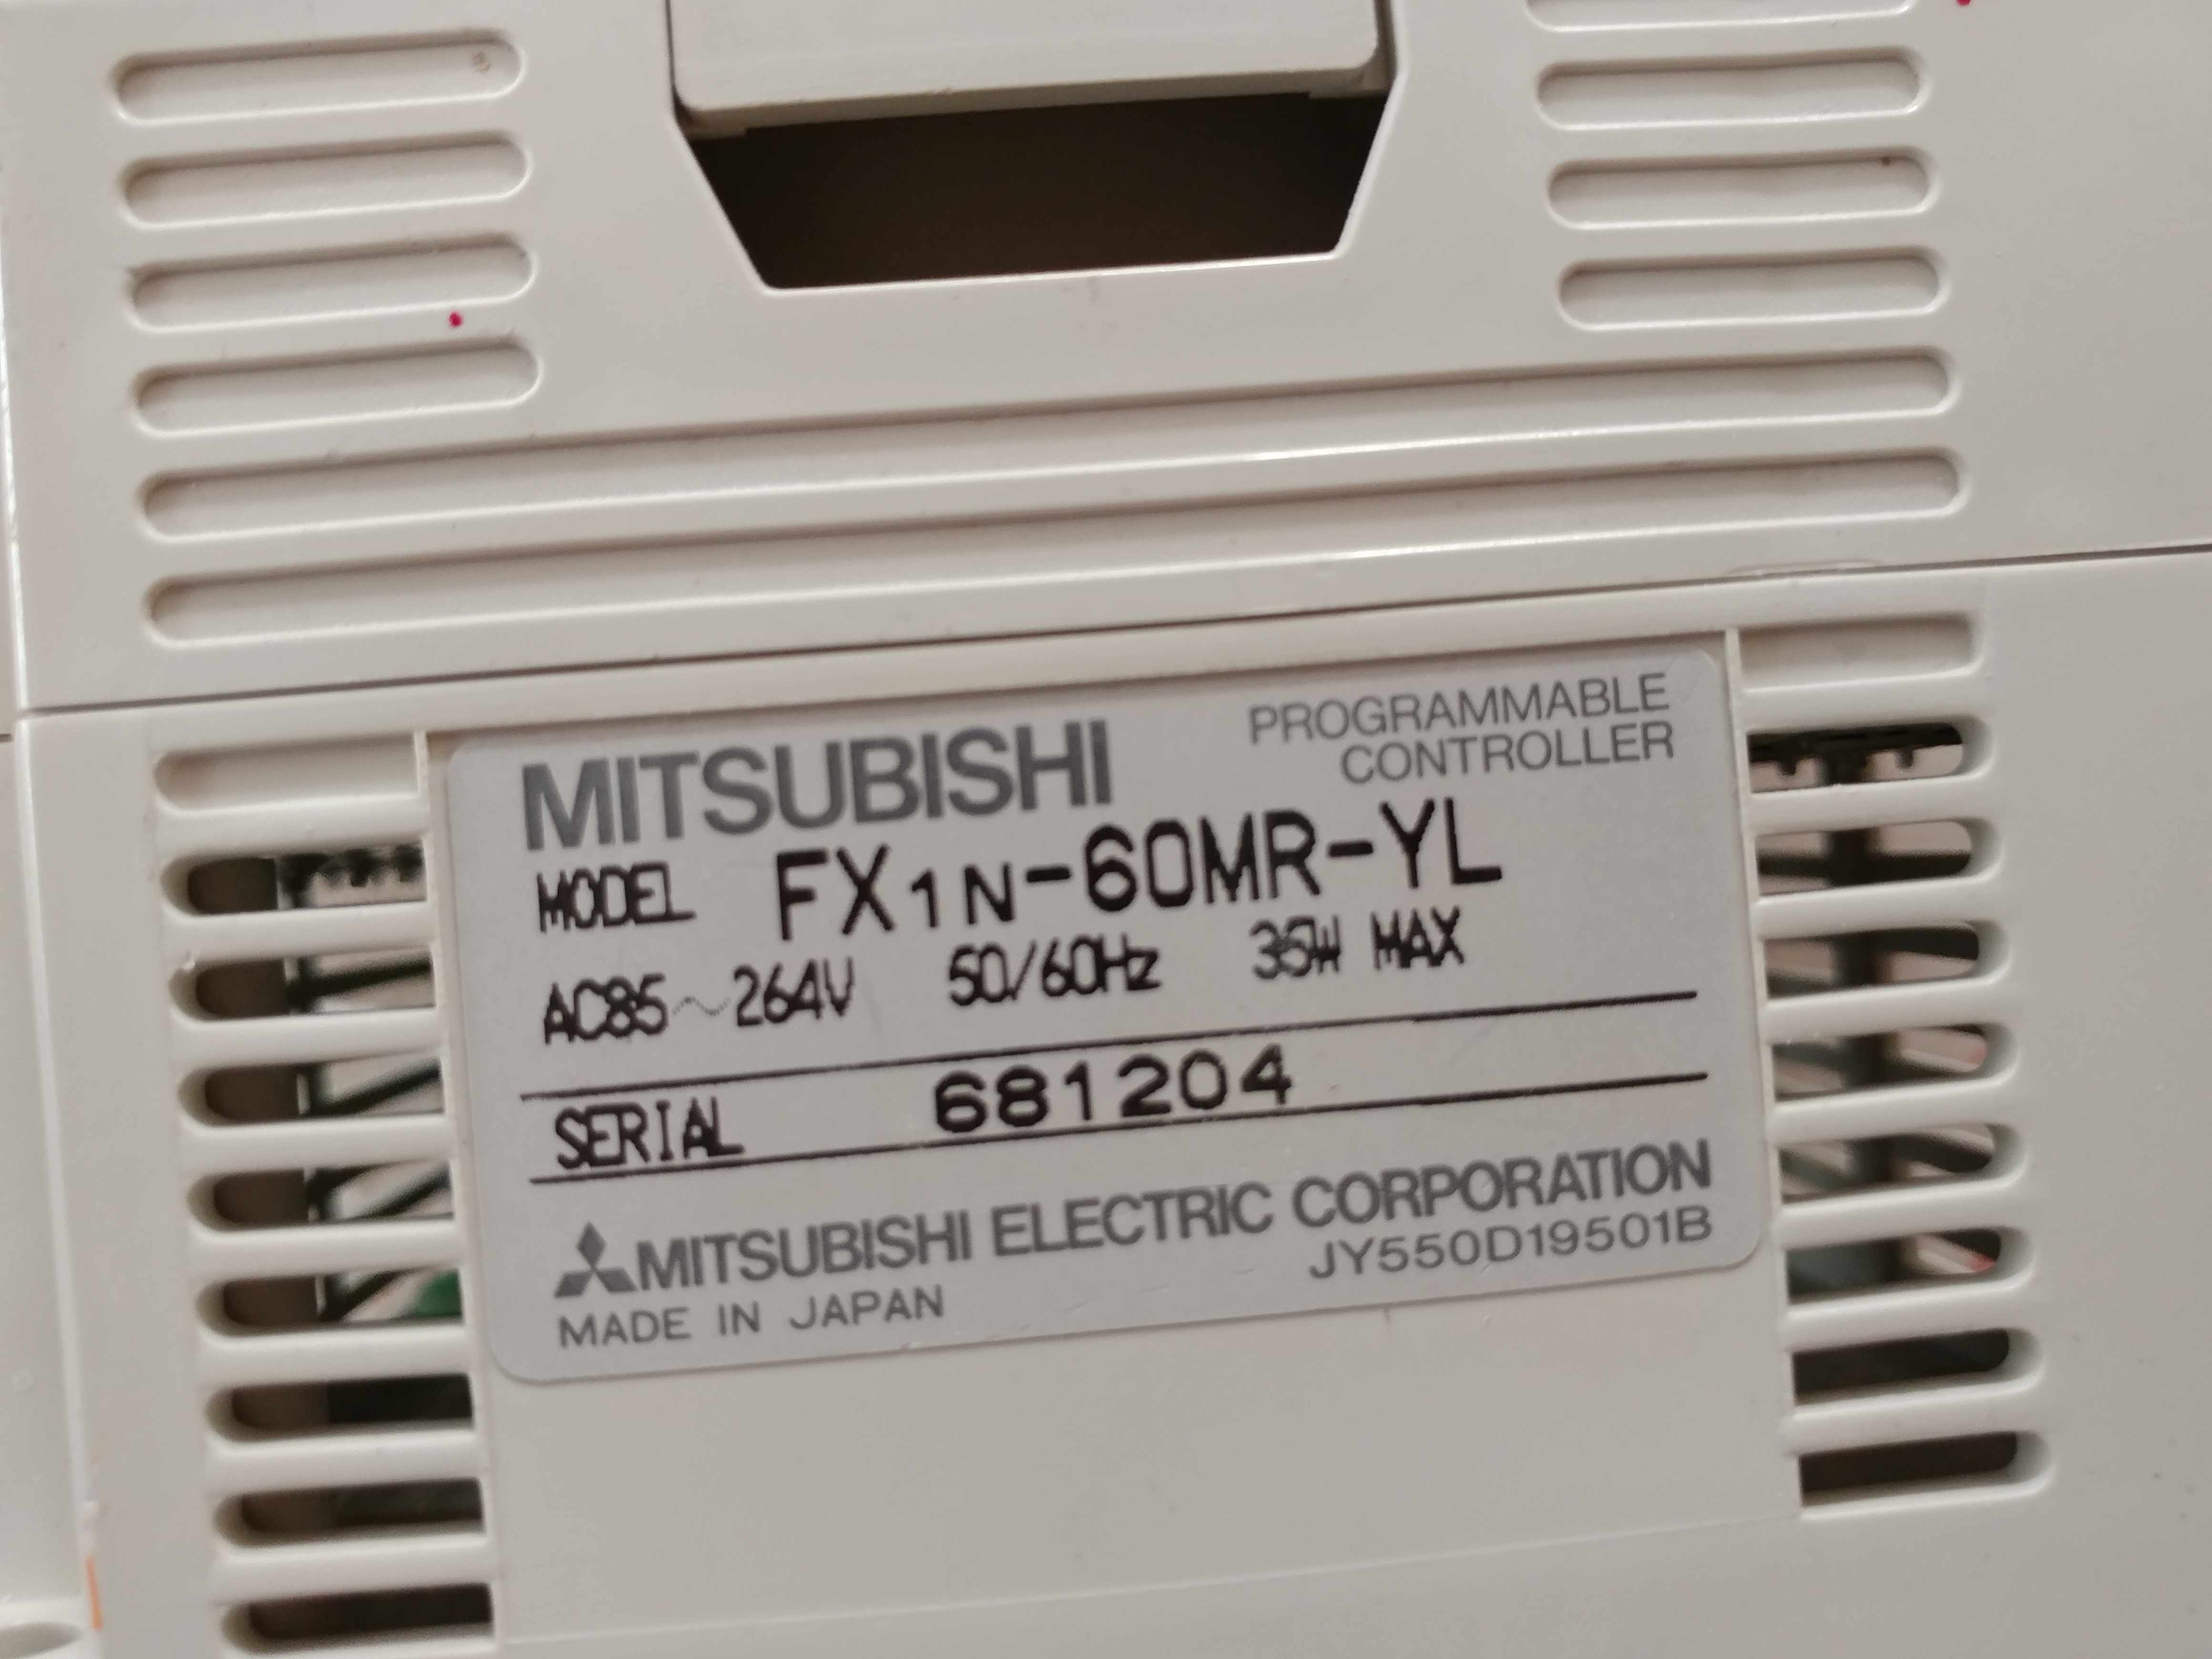 MITSUBISHI
PROGRAMMABLE
CONTROLLER
MODEL FX1N-60MR-YL
AC85~264V 50/60Hz 35W MAX
SERIAL 681204
MITSUBISHI ELECTRIC CORPORATION
JY550D19501B
MADE IN JAPAN